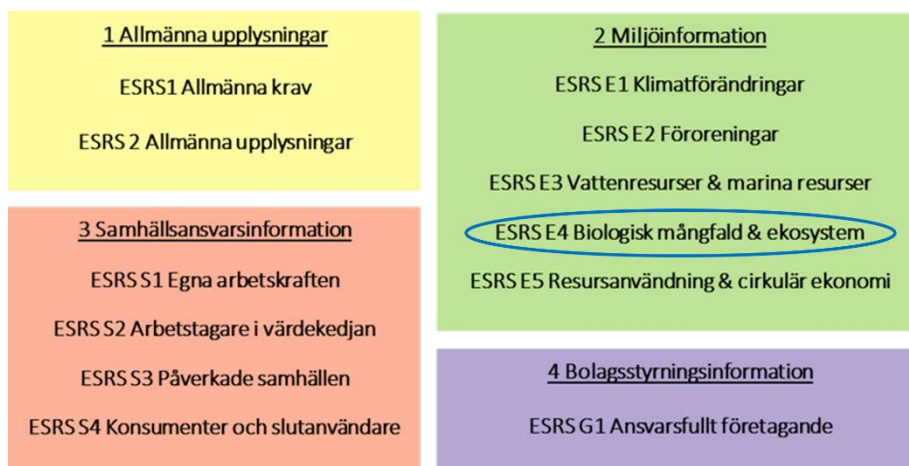 1 Allmänna upplysningar
ESRS1 Allmänna krav
ESRS 2 Allmänna upplysningar
2 Miljöinformation
ESRS E1 Klimatförändringar
ESRS E2 Föroreningar
ESRS E3 Vattenresurser & marina resurser
ESRS E4 Biologisk mångfald & ekosystem
ESRS E5 Resursanvändning & cirkulär ekonomi
3 Samhällsansvarsinformation
ESRS S1 Egna arbetskraften
ESRS S2 Arbetstagare i värdekedjan
ESRS S3 Påverkade samhällen
ESRS S4 Konsumenter och slutanvändare
4 Bolagsstyrningsinformation
ESRS G1 Ansvarsfullt företagande